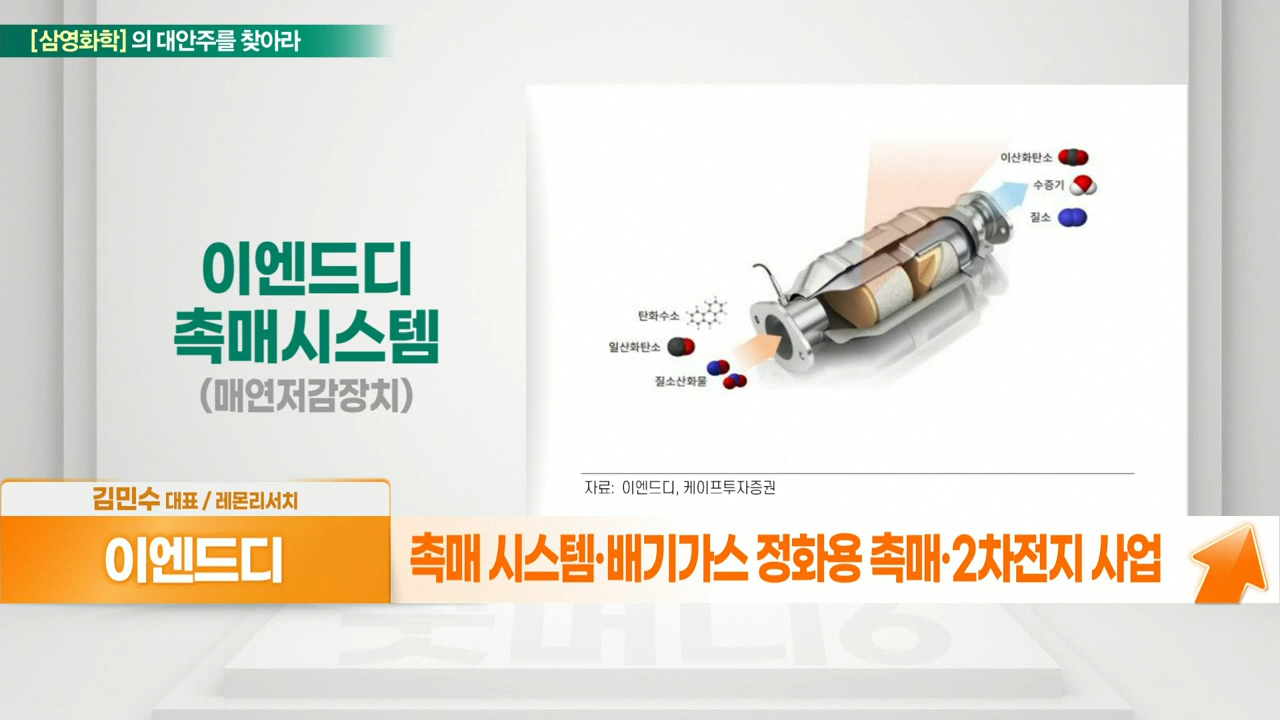 [삼영화학]의 대안주를 찾아라
이엔드디
촉매시스템
(매연저감장치)
이산화탄소
수증기
질소
탄화수소
일산화탄소
질소산화물
자료: 이엔드디, 케이프투자증권
김민수 대표 / 레몬리서치
이엔드디
촉매 시스템·배기가스 정화용 촉매·2차전지 사업